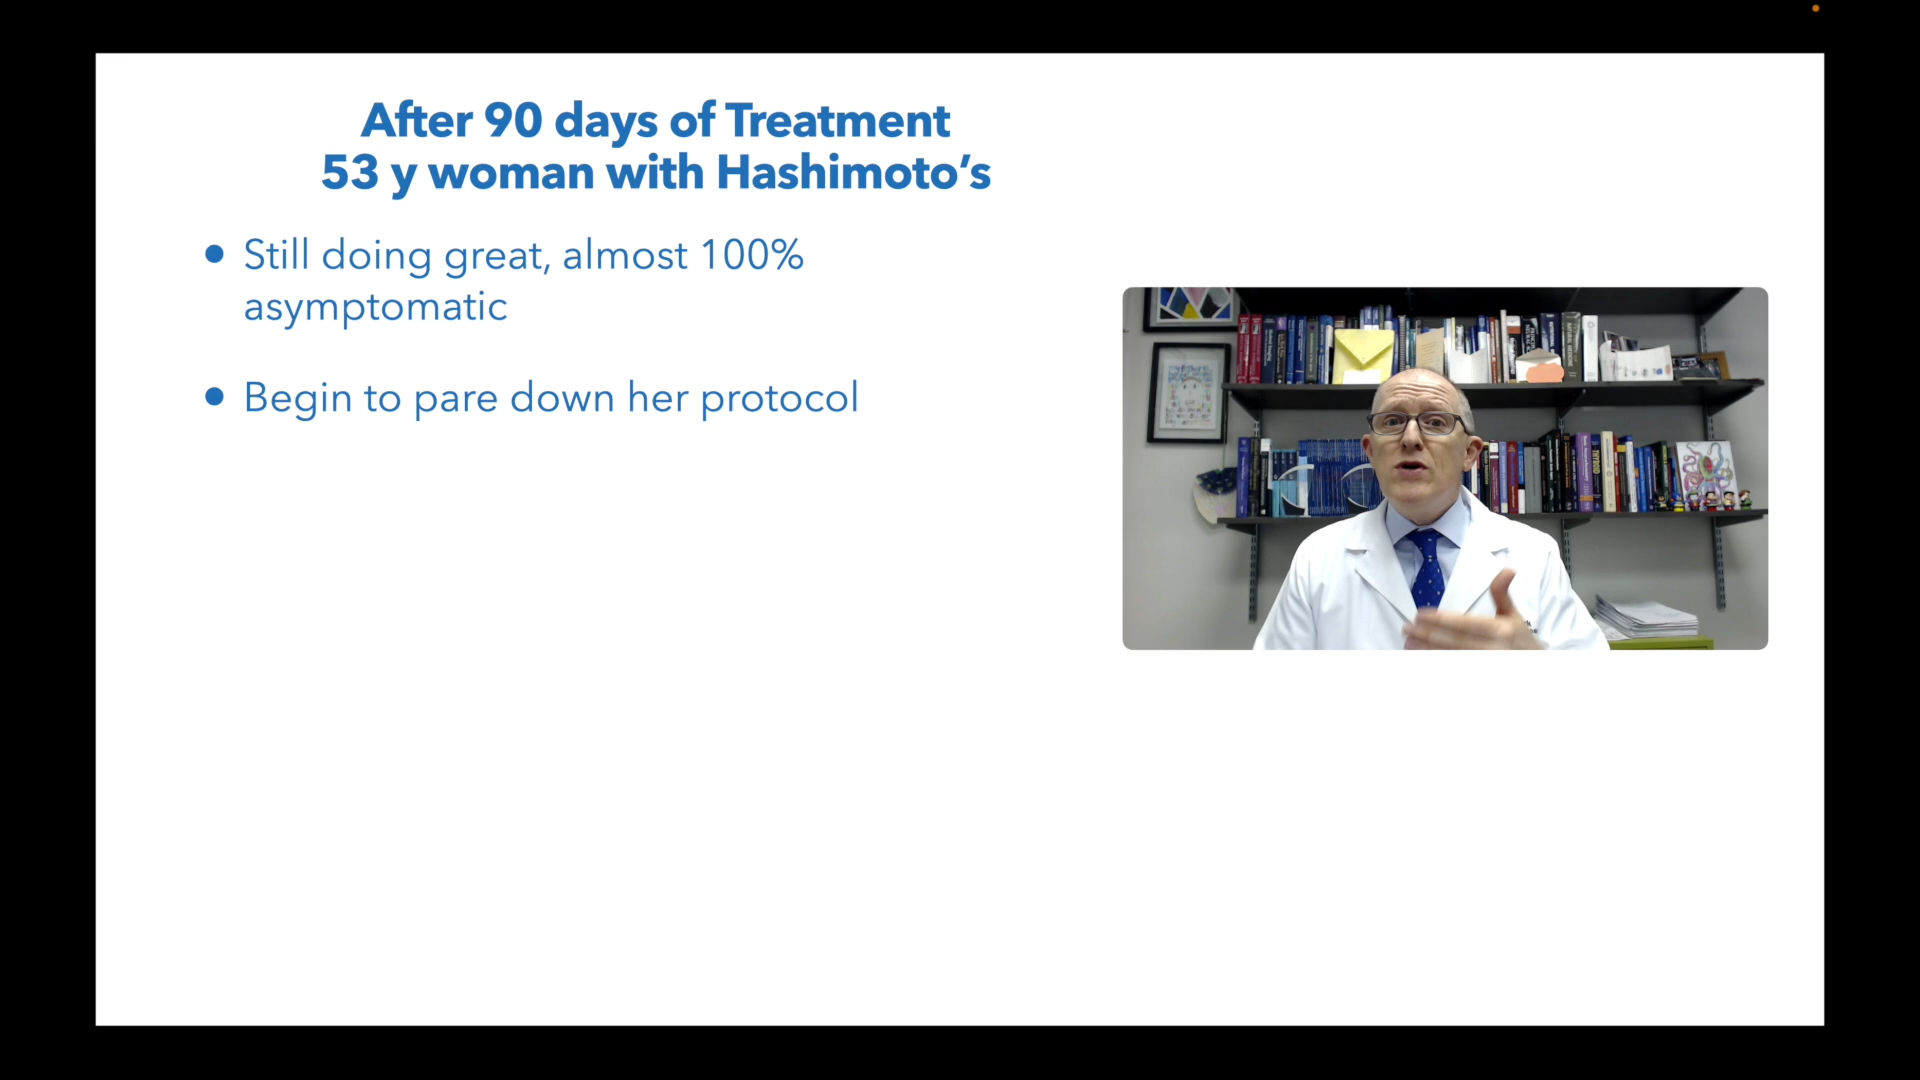 After 90 days of Treatment
53 y woman with Hashimoto’s
● Still doing great, almost 100%
asymptomatic
● Begin to pare down her protocol